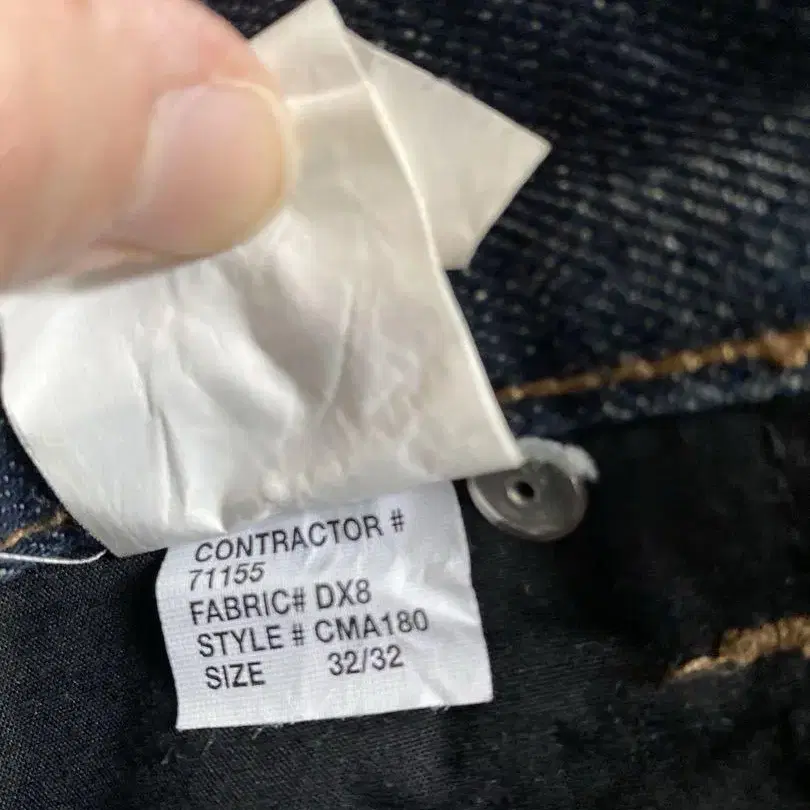 CONTRACTOR #
71155
FABRIC# DX8
STYLE # CMA180
SIZE 32/32